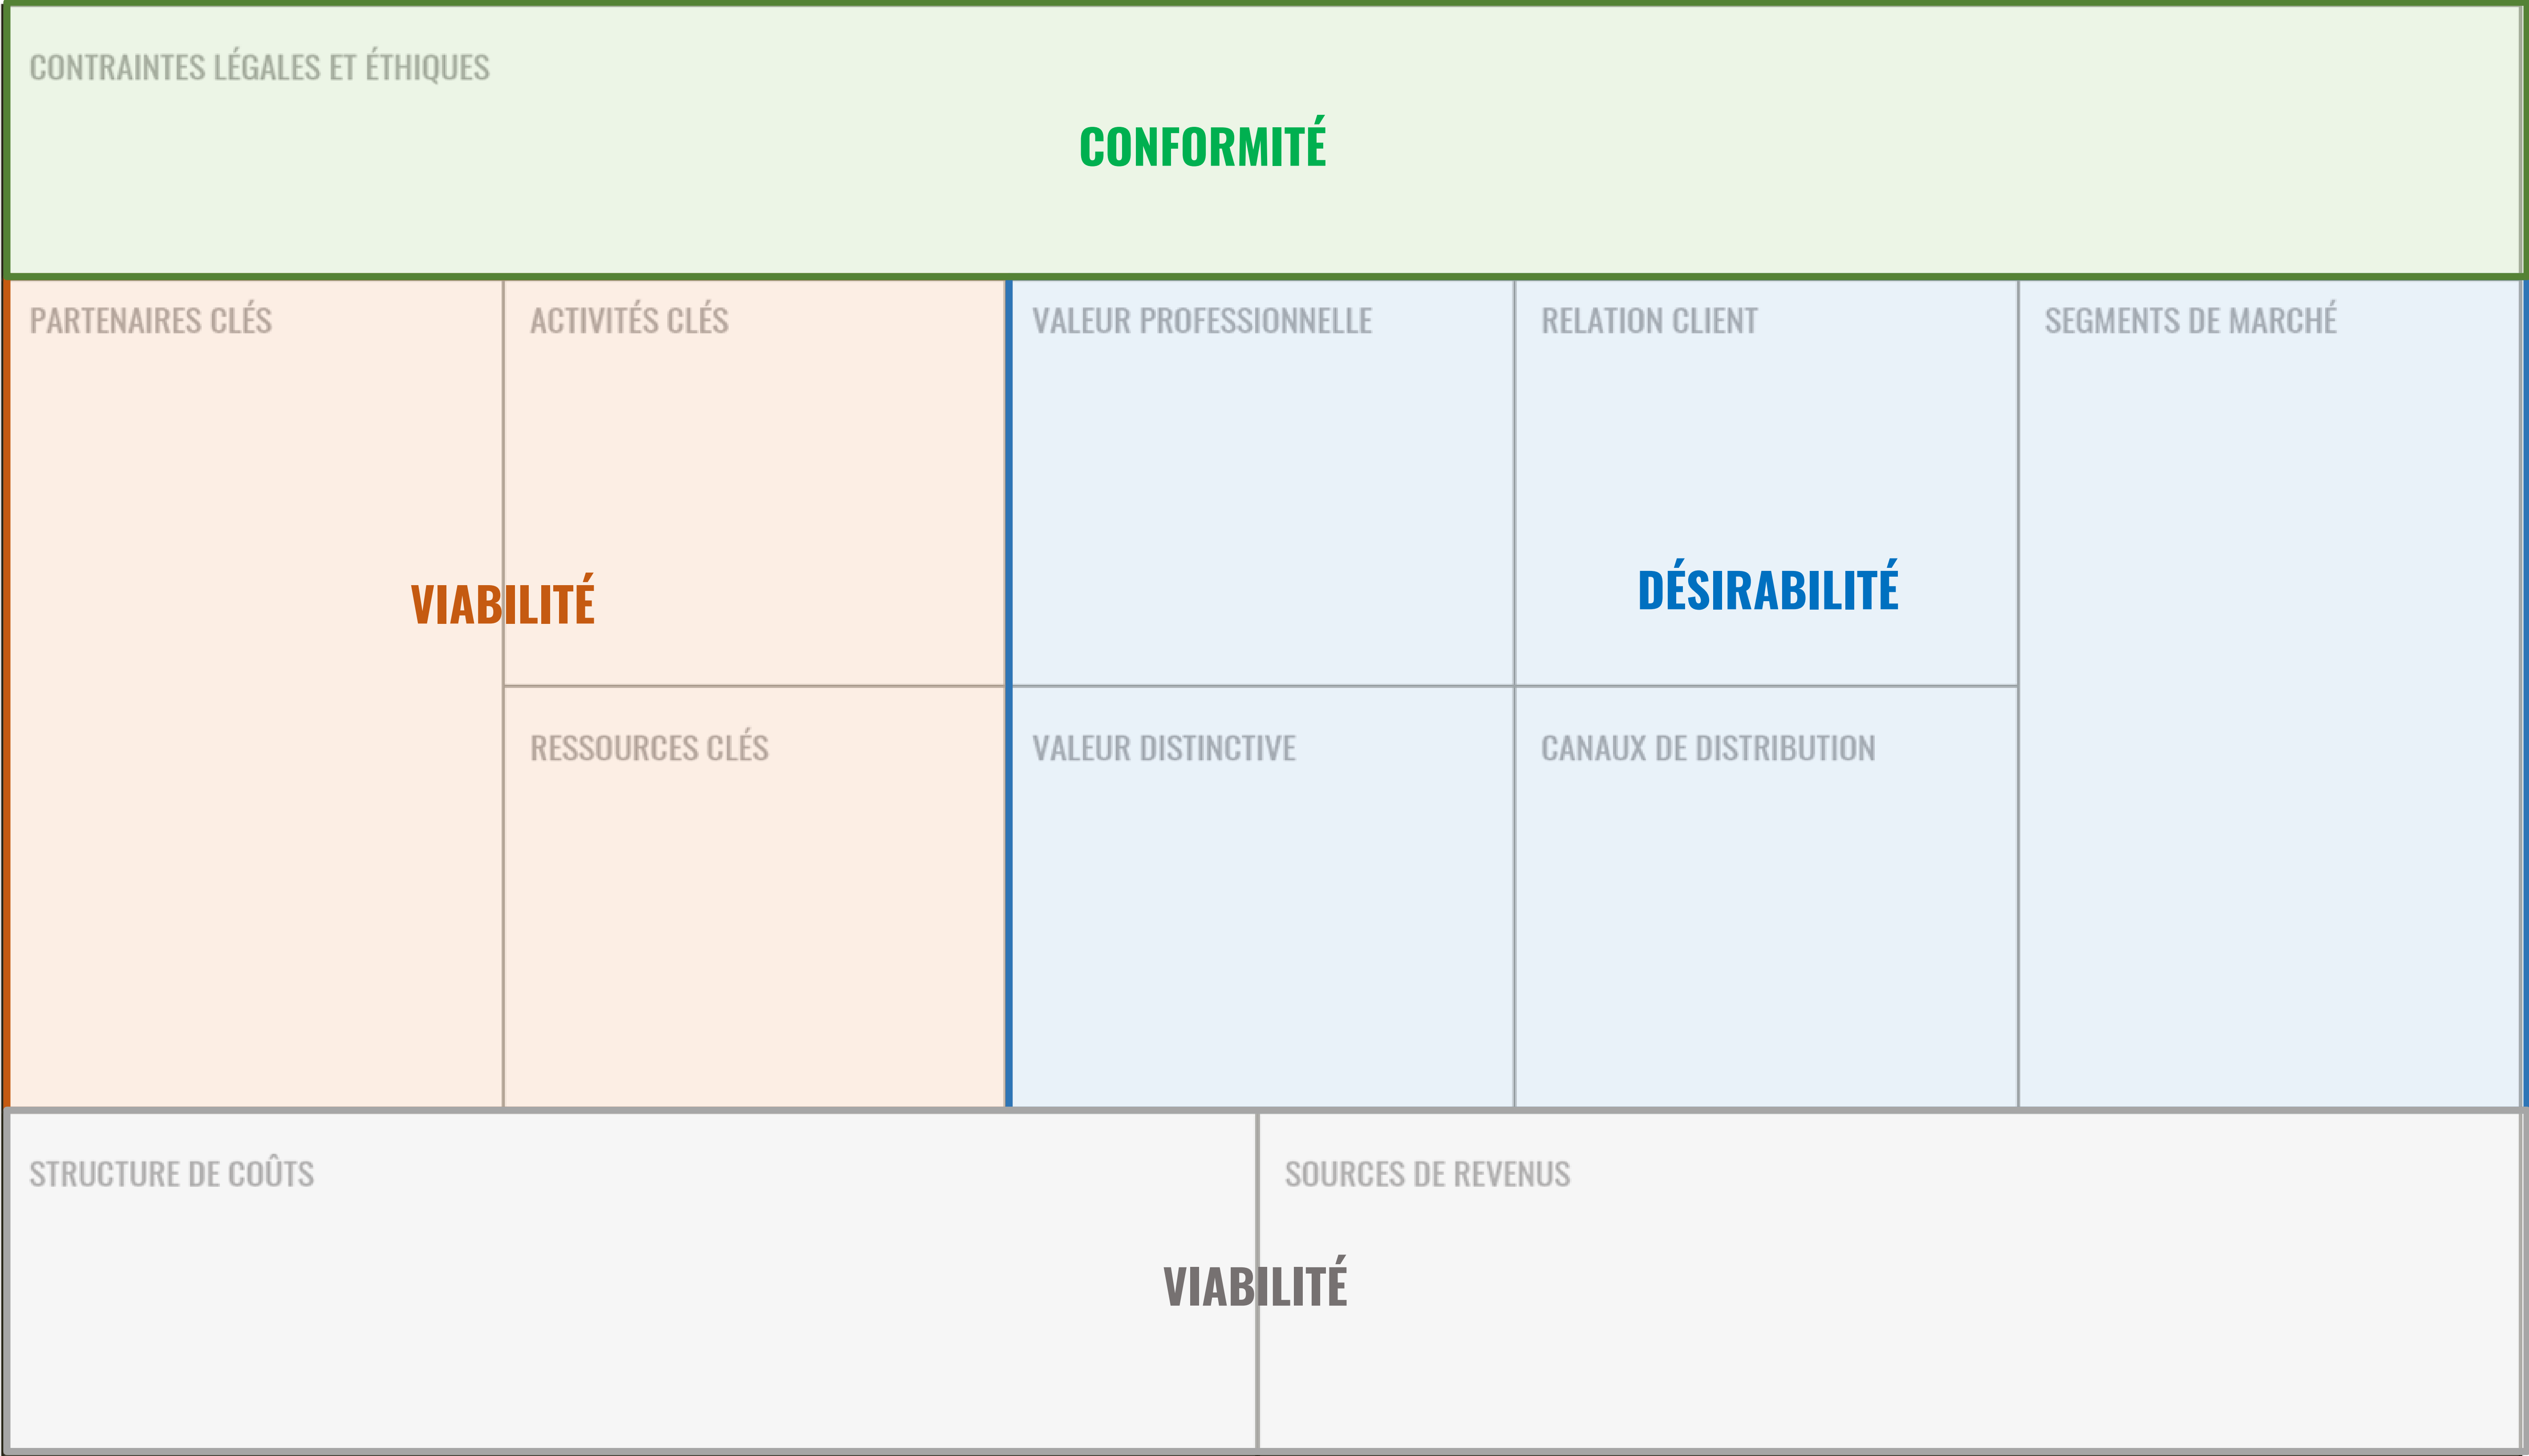 CONTRAINTES LÉGALES ET ÉTHIQUES
CONFORMITÉ
PARTENAIRES CLÉS
ACTIVITÉS CLÉS
VALEUR PROFESSIONNELLE
RELATION CLIENT
SEGMENTS DE MARCHÉ
VIABILITÉ
DÉSIRABILITÉ
RESSOURCES CLÉS
VALEUR DISTINCTIVE
CANAUX DE DISTRIBUTION
STRUCTURE DE COÛTS
SOURCES DE REVENUS
VIABILITÉ